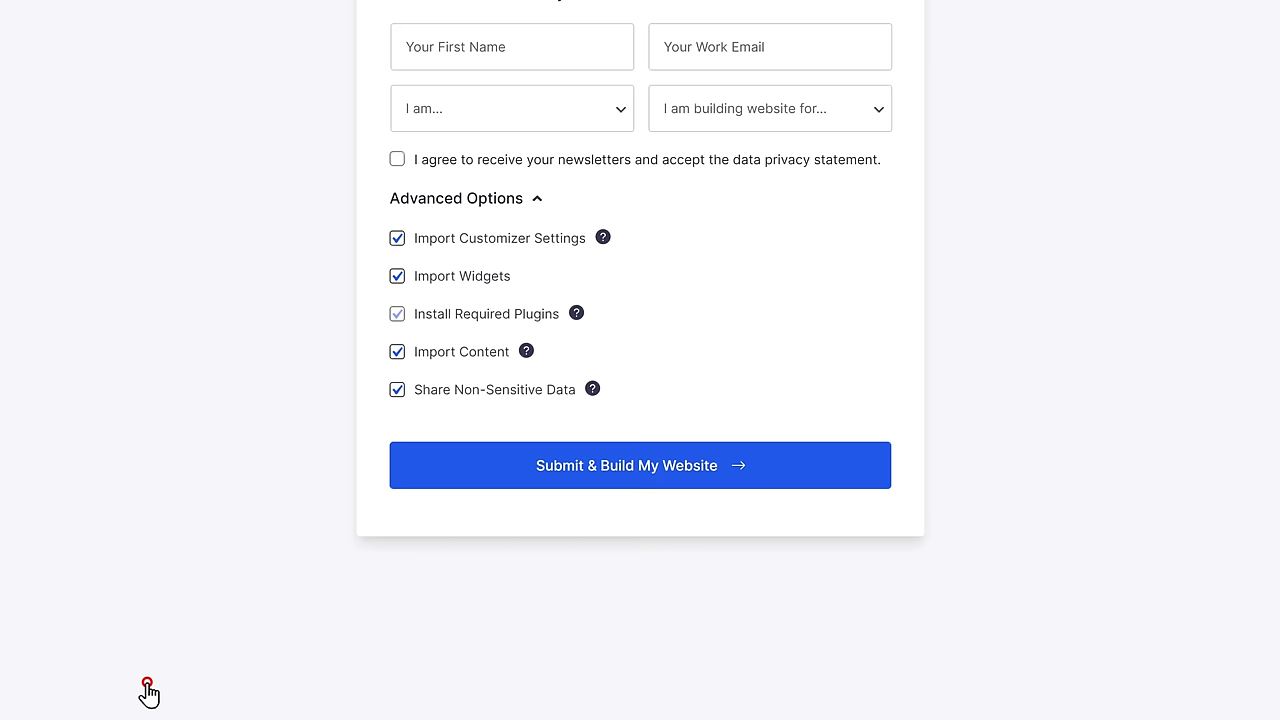 Your First Name
Your Work Email
I am...
I am building website for...
I agree to receive your newsletters and accept the data privacy statement.
Advanced Options
Import Customizer Settings ?
Import Widgets
Install Required Plugins ?
Import Content ?
Share Non-Sensitive Data ?
Submit & Build My Website →